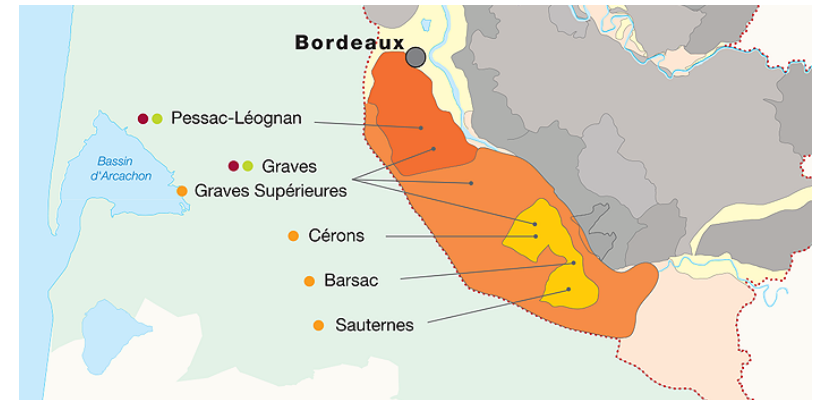 Bordeaux
Pessac-Léognan
Bassin
d'Arcachon
Graves
Graves Supérieures
Cérons
Barsac
Sauternes